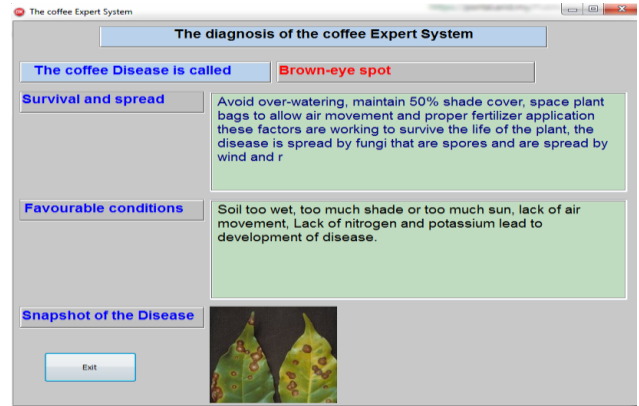 The coffee Expert System
The diagnosis of the coffee Expert System
The coffee Disease is called
Brown-eye spot
Survival and spread
Avoid over-watering, maintain 50% shade cover, space plant
bags to allow air movement and proper fertilizer application
these factors are working to survive the life of the plant, the
disease is spread by fungi that are spores and are spread by
wind and r
Favourable conditions
Soil too wet, too much shade or too much sun, lack of air
movement, Lack of nitrogen and potassium lead to
development of disease.
Snapshot of the Disease
Exit